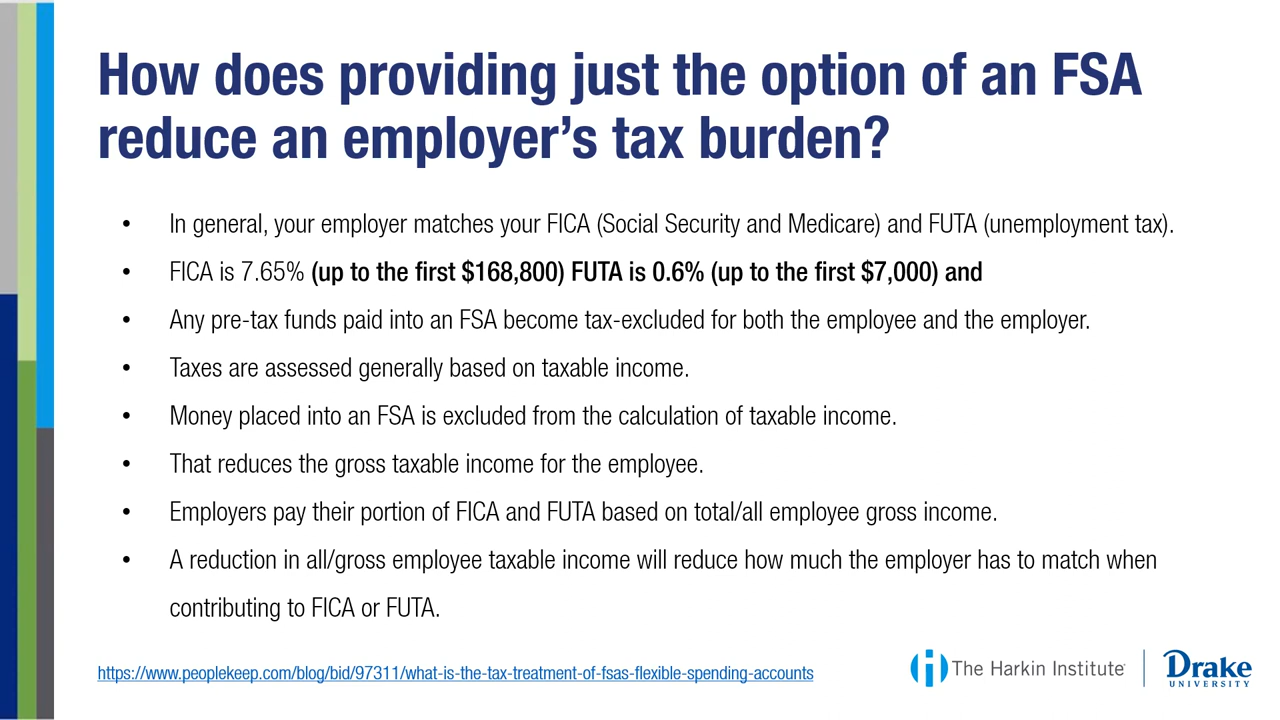 How does providing just the option of an FSA
reduce an employer’s tax burden?
• In general, your employer matches your FICA (Social Security and Medicare) and FUTA (unemployment tax).
• FICA is 7.65% (up to the first $168,800) FUTA is 0.6% (up to the first $7,000) and
• Any pre-tax funds paid into an FSA become tax-excluded for both the employee and the employer.
• Taxes are assessed generally based on taxable income.
• Money placed into an FSA is excluded from the calculation of taxable income.
• That reduces the gross taxable income for the employee.
• Employers pay their portion of FICA and FUTA based on total/all employee gross income.
• A reduction in all/gross employee taxable income will reduce how much the employer has to match when
contributing to FICA or FUTA.
https://www.peoplekeep.com/blog/bid/97311/what-is-the-tax-treatment-of-fsas-flexible-spending-accounts
The Harkin Institute
Drake
UNIVERSITY